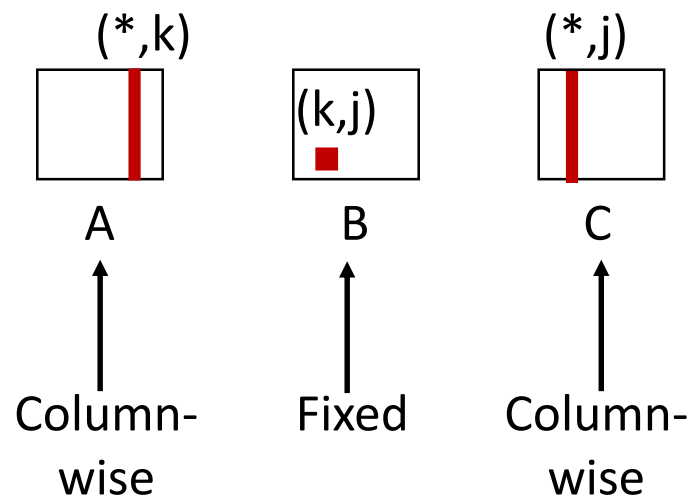 (*,k)
(*,j)
(k,j)
A
B
C
Column-
wise
Fixed
Column-
wise